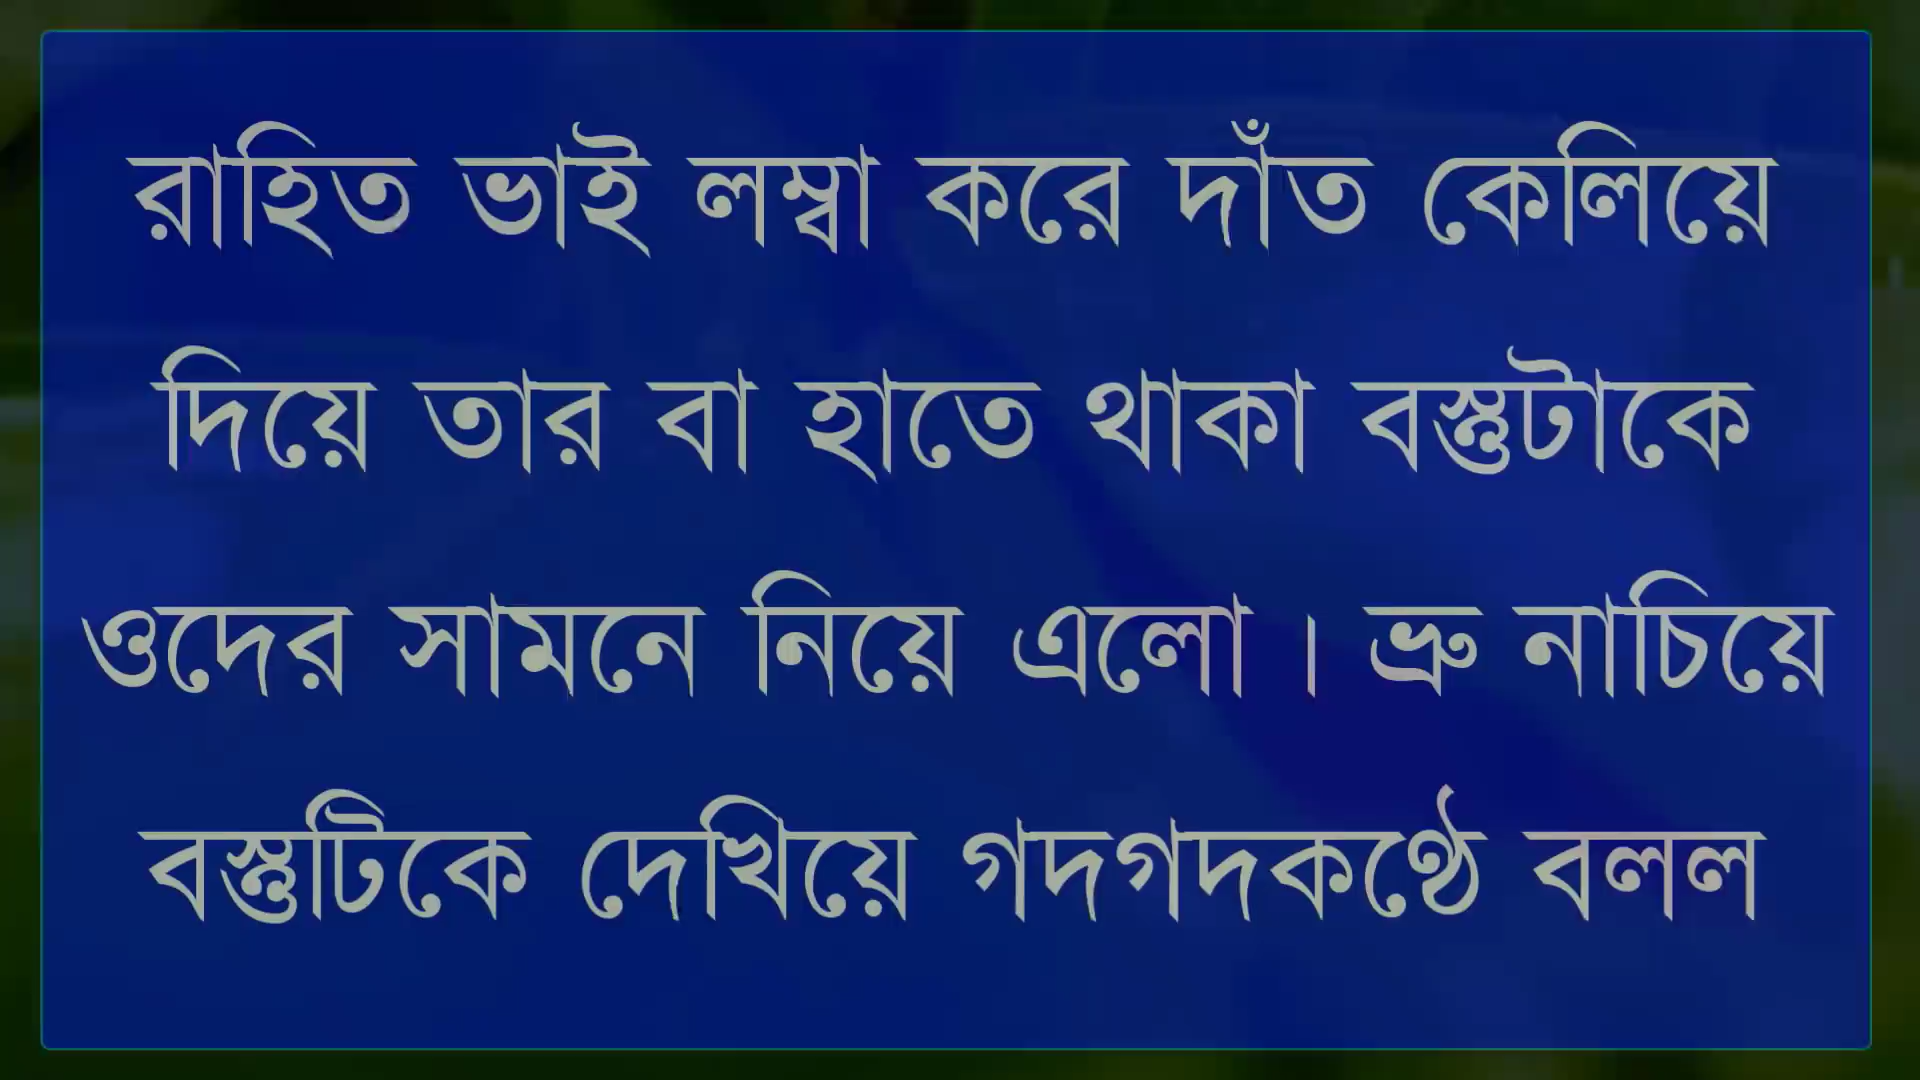 রাহিত ভাই লম্বা করে দাঁত কেলিয়ে
দিয়ে তার বা হাতে থাকা বস্তুটাকে
ওদের সামনে নিয়ে এলো । ভ্রু নাচিয়ে
বস্তুটিকে দেখিয়ে গদগদকণ্ঠে বলল